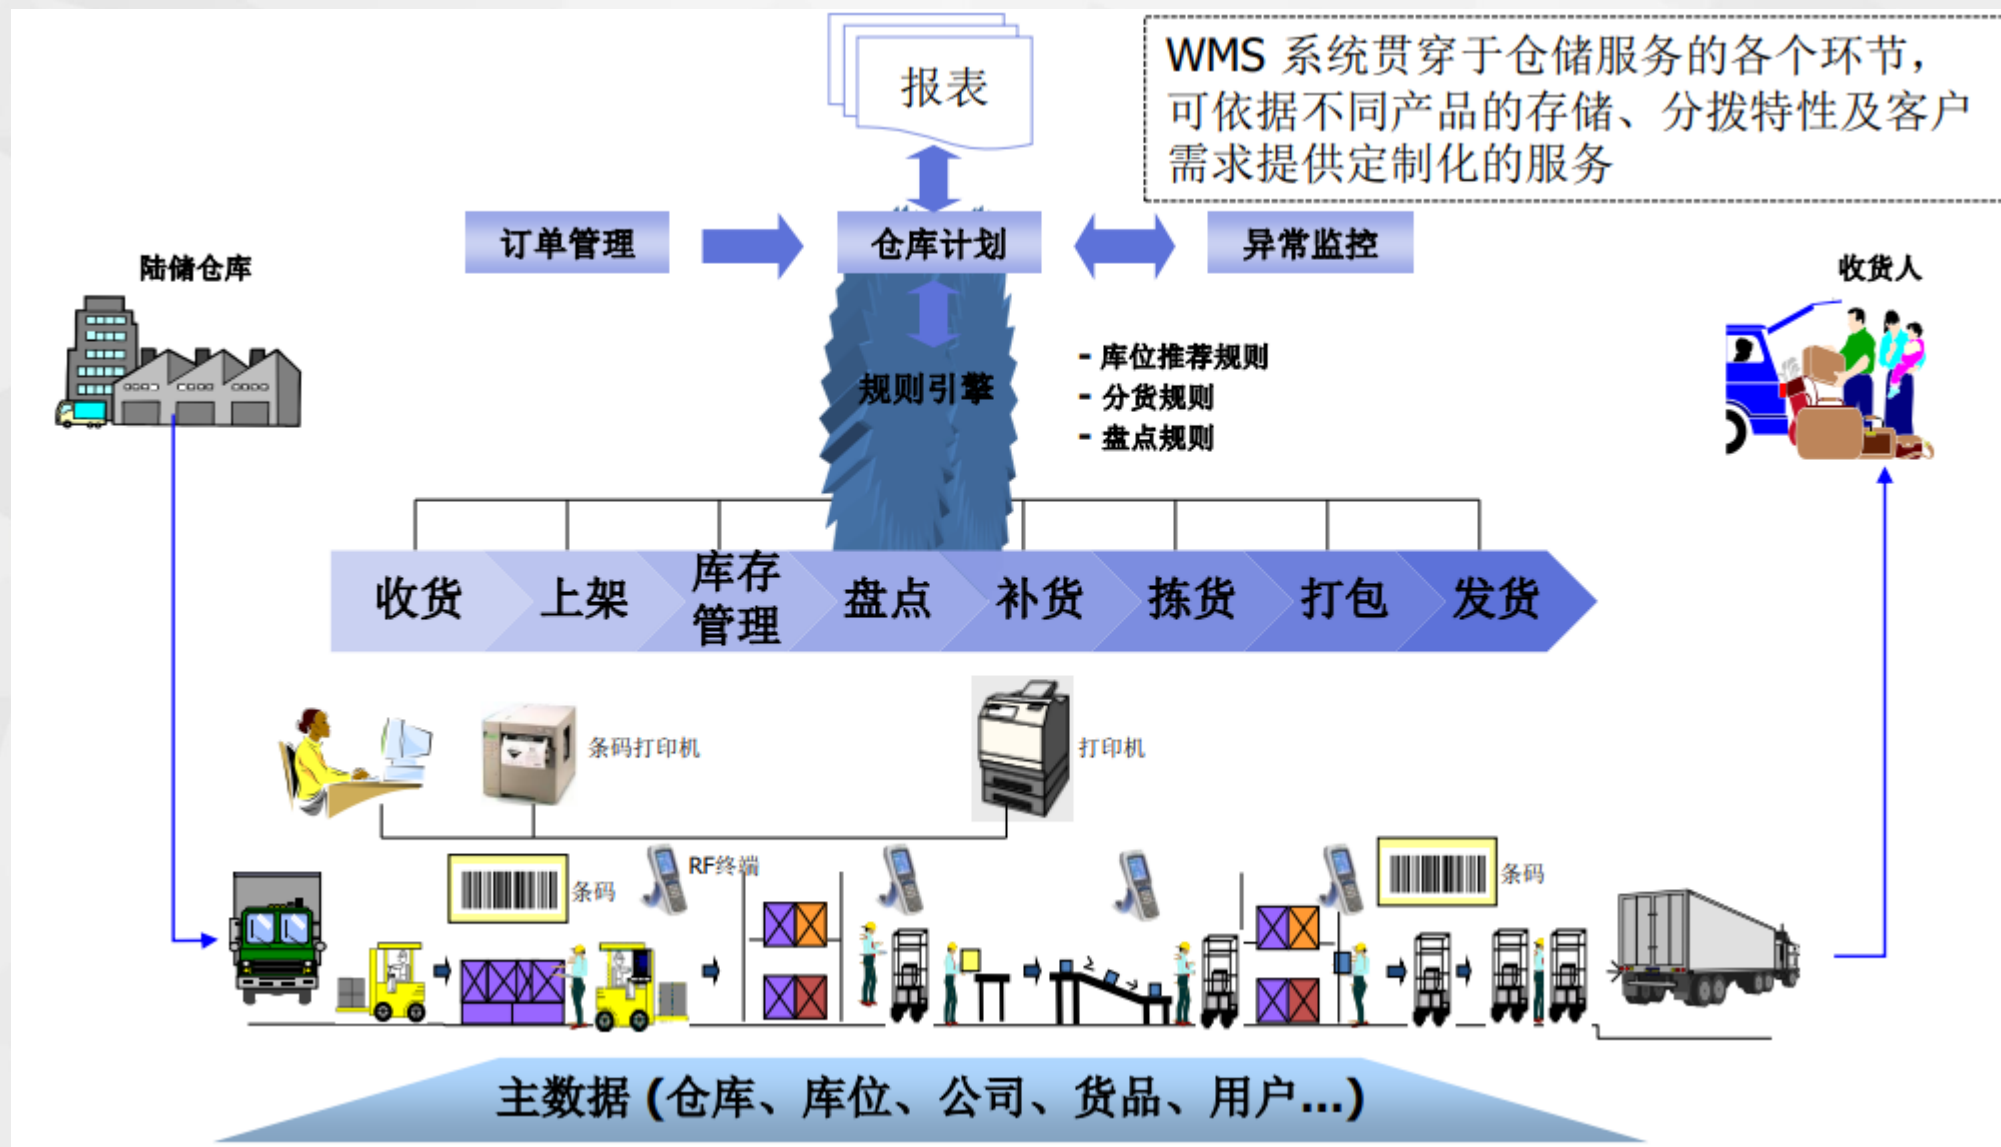 报表
WMS 系统贯穿于仓储服务的各个环节，
可依据不同产品的存储、分拨特性及客户
需求提供定制化的服务
订单管理
仓库计划
异常监控
陆储仓库
收货人
规则引擎
- 库位推荐规则
- 分货规则
- 盘点规则
收货
上架
库存
管理
盘点
补货
拣货
打包
发货
条码打印机
打印机
条码
RF终端
条码
主数据 (仓库、库位、公司、货品、用户...)